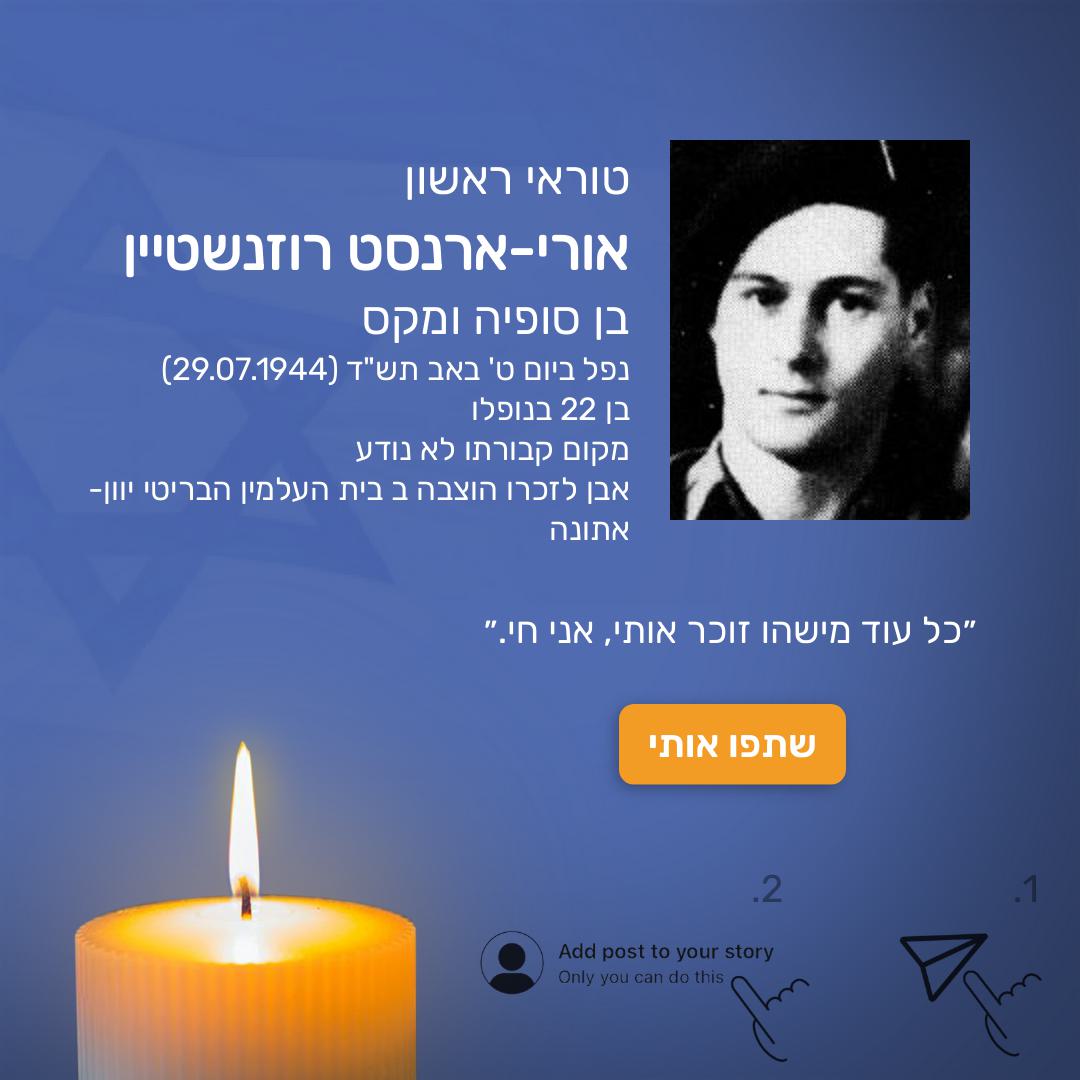 טוראי ראשון
אורי-ארנסט רוזנשטיין
בן סופיה ומקס
נפל ביום ט' באב תש"ד (29.07.1944)
בן 22 בנופלו
מקום קבורתו לא נודע
אבן לזכרו הוצבה ב בית העלמין הבריטי יוון-
אתונה
״כל עוד מישהו זוכר אותי, אני חי.״
שתפו אותי
.1
.2
Add post to your story
Only you can do this